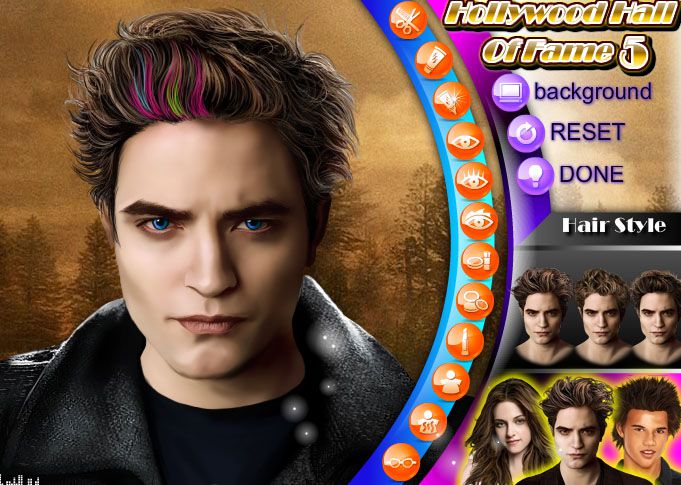 Hollywood Hall
Of Fame 5
background
RESET
DONE
Hair Style